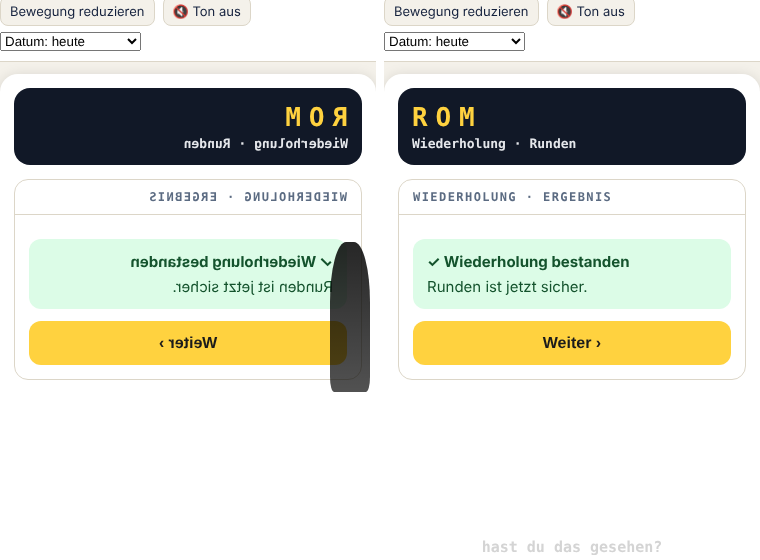 Bewegung reduzieren 🔇 Ton aus
Datum: heute
ROM
Wiederholung · Runden
WIEDERHOLUNG · ERGEBNIS
✓ Wiederholung bestanden
Runden ist jetzt sicher.
Weiter ›
Bewegung reduzieren 🔇 Ton aus
Datum: heute
ROM
Wiederholung · Runden
WIEDERHOLUNG · ERGEBNIS
✓ Wiederholung bestanden
Runden ist jetzt sicher.
Weiter ›
hast du das gesehen?